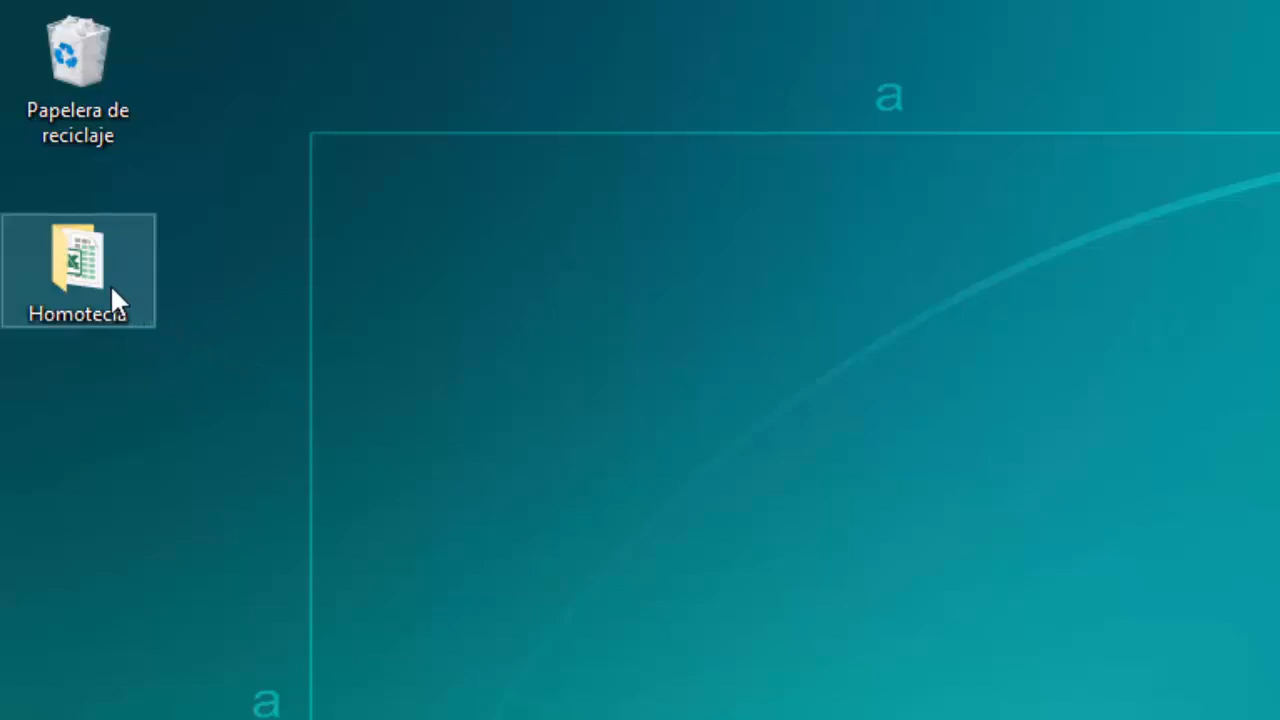 Papelera de
reciclaje
a
Homotecia
a